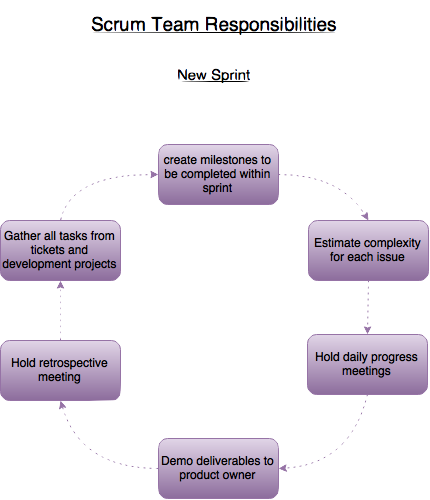 Scrum Team Responsibilities
New Sprint
create milestones to
be completed within
sprint
Estimate complexity
for each issue
Hold daily progress
meetings
Demo deliverables to
product owner
Hold retrospective
meeting
Gather all tasks from
tickets and
development projects